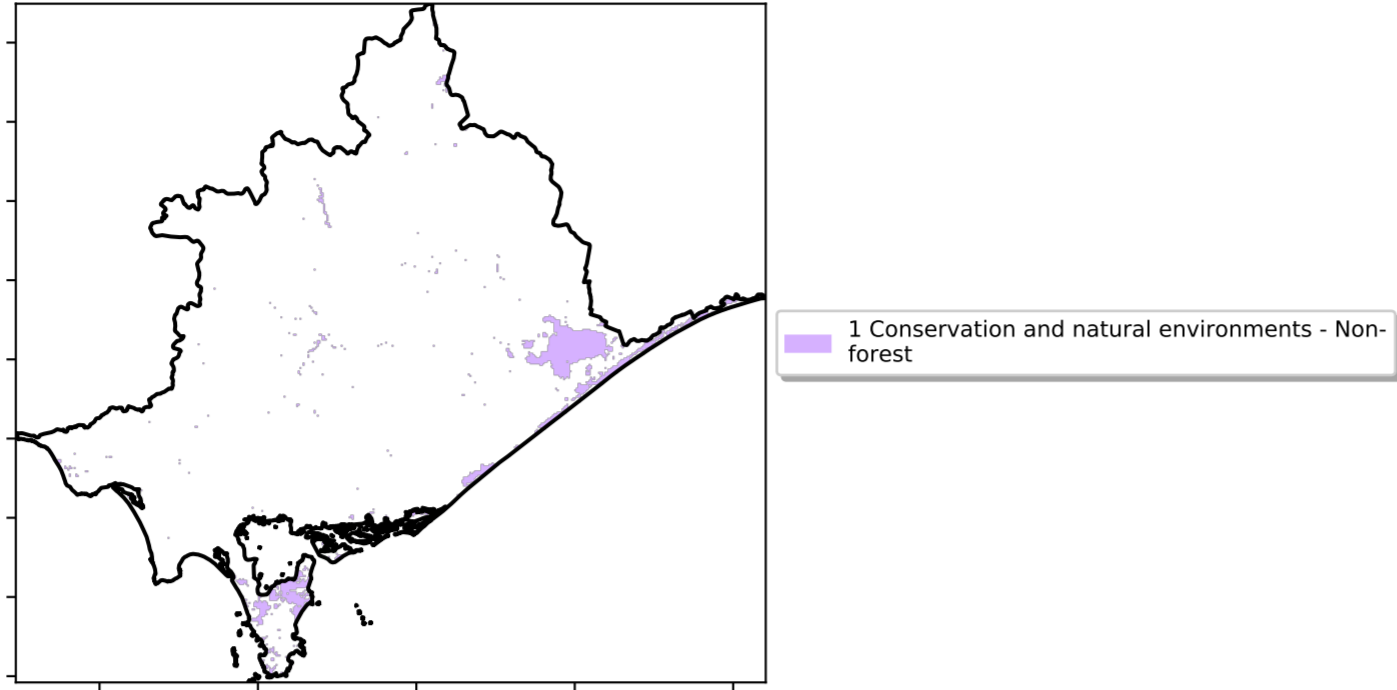 1 Conservation and natural environments - Non-
forest